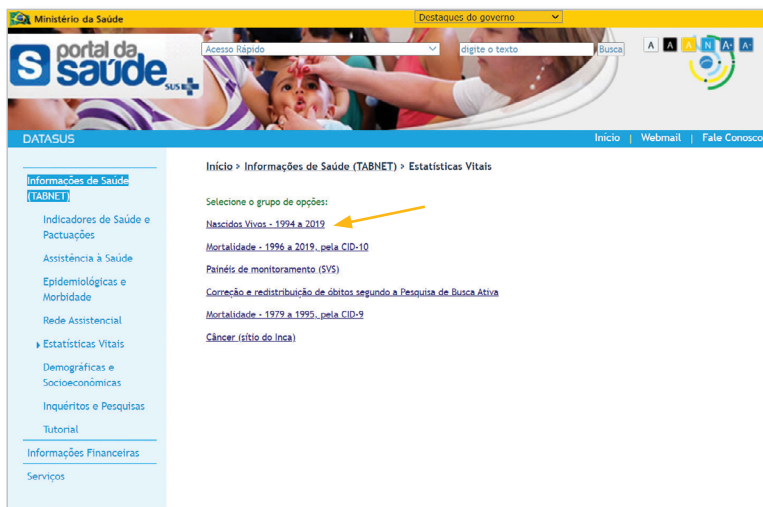 Ministério da Saúde
Destaques do governo
portal da
saúde
S
SUS
Acesso Rápido
digite o texto
Busca
A A A N A+ A-
DATASUS
Início | Webmail | Fale Conosco
Início > Informações de Saúde (TABNET) > Estatísticas Vitais
Informações de Saúde
(TABNET)
Indicadores de Saúde e
Pactuações
Assistência à Saúde
Epidemiológicas e
Morbidade
Rede Assistencial
Estatísticas Vitais
Demográficas e
Socioeconômicas
Inquéritos e Pesquisas
Tutorial
Informações Financeiras
Serviços
Selecione o grupo de opções:
Nascidos Vivos - 1994 a 2019
Mortalidade - 1996 a 2019, pela CID-10
Painéis de monitoramento (SVS)
Correção e redistribuição de óbitos segundo a Pesquisa de Busca Ativa
Mortalidade - 1979 a 1995, pela CID-9
Câncer (sítio do Inca)